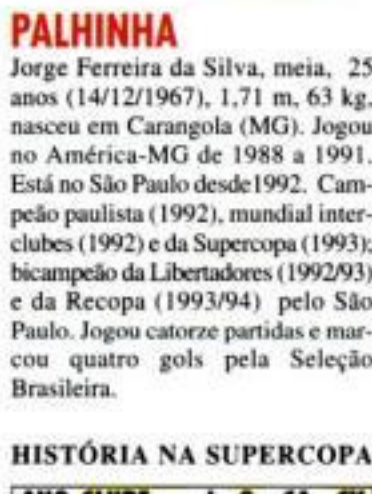 PALHINHA
Jorge Ferreira da Silva, meia, 25
anos (14/12/1967), 1,71 m, 63 kg,
nasceu em Carangola (MG). Jogou
no América-MG de 1988 a 1991.
Está no São Paulo desde1992. Cam-
peão paulista (1992), mundial inter-
clubes (1992) e da Supercopa (1993);
bicampeão da Libertadores (1992/93)
e da Recopa (1993/94) pelo São
Paulo. Jogou catorze partidas e mar-
cou quatro gols pela Seleção
Brasileira.
HISTÓRIA NA SUPERCOPA